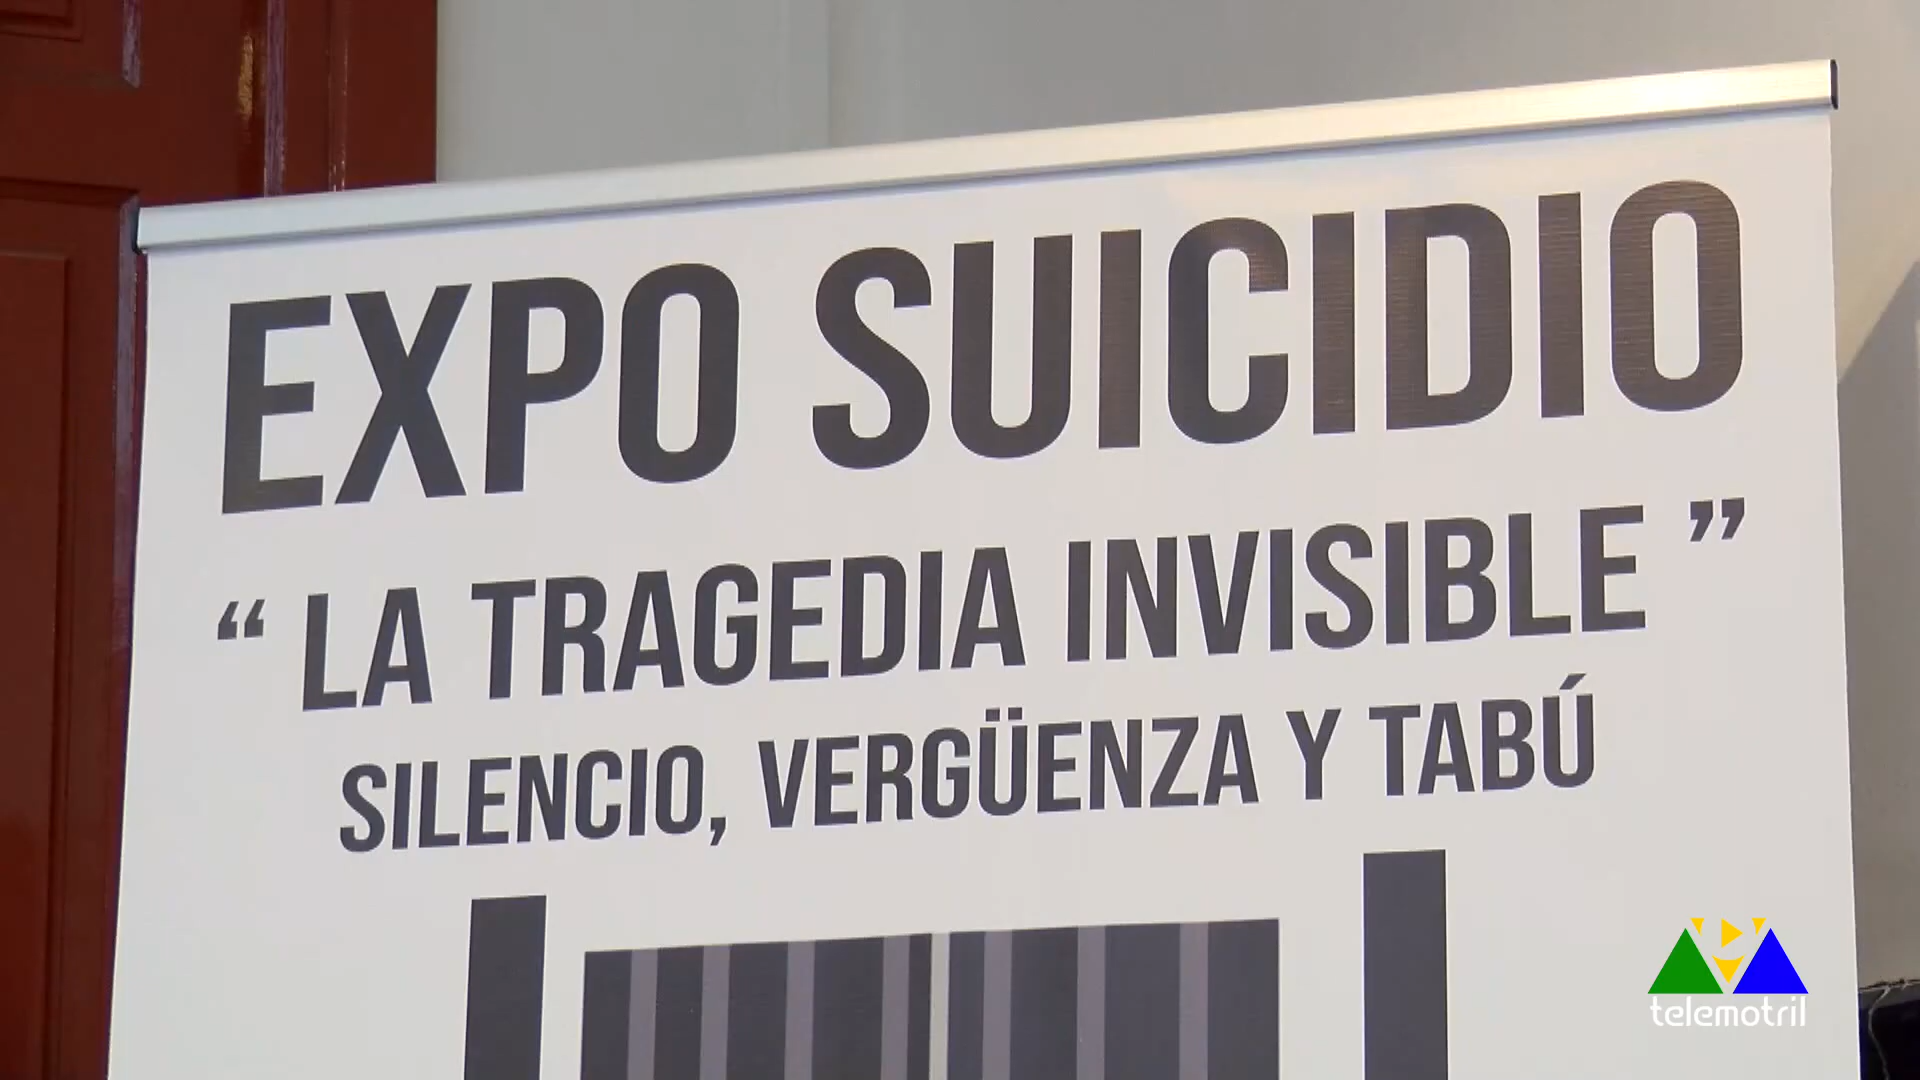 EXPO SUICIDIO
“ LA TRAGEDIA INVISIBLE ”
SILENCIO, VERGÜENZA Y TABÚ
telemotril